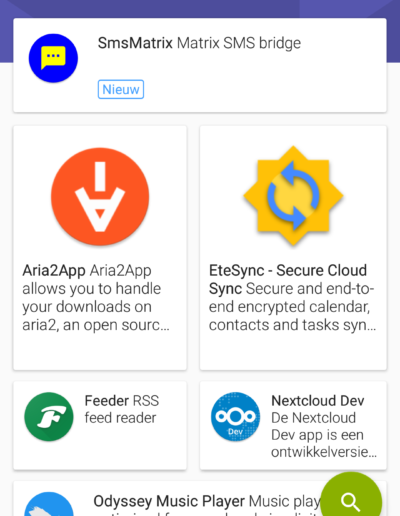 SmsMatrix Matrix SMS bridge
Nieuw
Aria2App Aria2App
allows you to handle
your downloads on
aria2, an open sourc...
EteSync - Secure Cloud
Sync Secure and end-to-
end encrypted calendar,
contacts and tasks syn...
Feeder RSS
feed reader
Nextcloud Dev
De Nextcloud
Dev app is een
ontwikkelversie...
Dev
Odyssey Music Player Music play